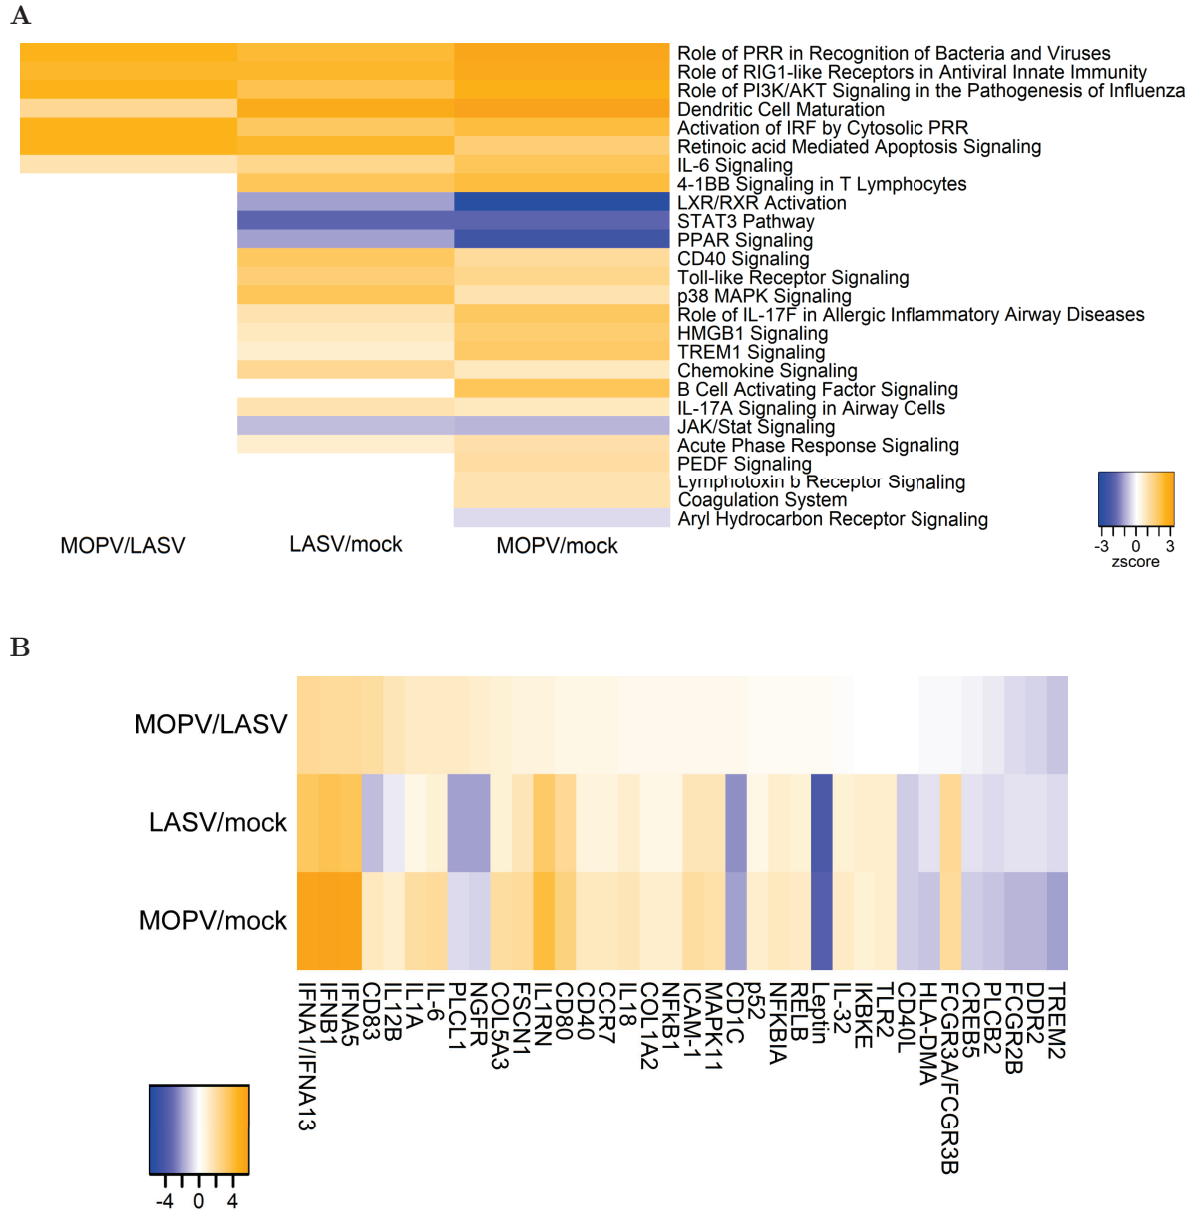 A
Role of PRR in Recognition of Bacteria and Viruses
Role of RIG1-like Receptors in Antiviral Innate Immunity
Role of PI3K/AKT Signaling in the Pathogenesis of Influenza
Dendritic Cell Maturation
Activation of IRF by Cytosolic PRR
Retinoic acid Mediated Apoptosis Signaling
IL-6 Signaling
4-1BB Signaling in T Lymphocytes
LXR/RXR Activation
STAT3 Pathway
PPAR Signaling
CD40 Signaling
Toll-like Receptor Signaling
p38 MAPK Signaling
Role of IL-17F in Allergic Inflammatory Airway Diseases
HMGB1 Signaling
TREM1 Signaling
Chemokine Signaling
B Cell Activating Factor Signaling
IL-17A Signaling in Airway Cells
JAK/Stat Signaling
Acute Phase Response Signaling
PEDF Signaling
Lymphotoxin b Receptor Signaling
Coagulation System
Aryl Hydrocarbon Receptor Signaling
MOPV/LASV LASV/mock MOPV/mock
-3 0 3
zscore
B
MOPV/LASV
LASV/mock
MOPV/mock
IFNA1/IFNA13
IFNB1
IFNA5
CD83
IL12B
IL1A
IL-6
PLCL1
NGFR
COL5A3
FSCN1
IL1RN
CD80
CD40
CCR7
IL18
COL1A2
NFkB1
ICAM-1
MAPK11
CD1C
p52
NFKBIA
RELB
Leptin
IL-32
IKBKE
TLR2
CD40L
HLA-DMA
FCGR3A/FCGR3B
CREB5
PLCB2
FCGR2B
DDR2
TREM2
-4 0 4